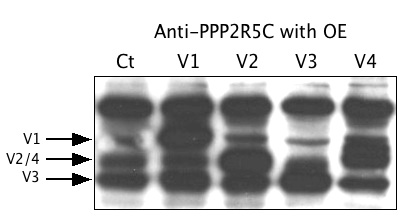 Anti-PPP2R5C with OE
Ct V1 V2 V3 V4
V1
V2/4
V3